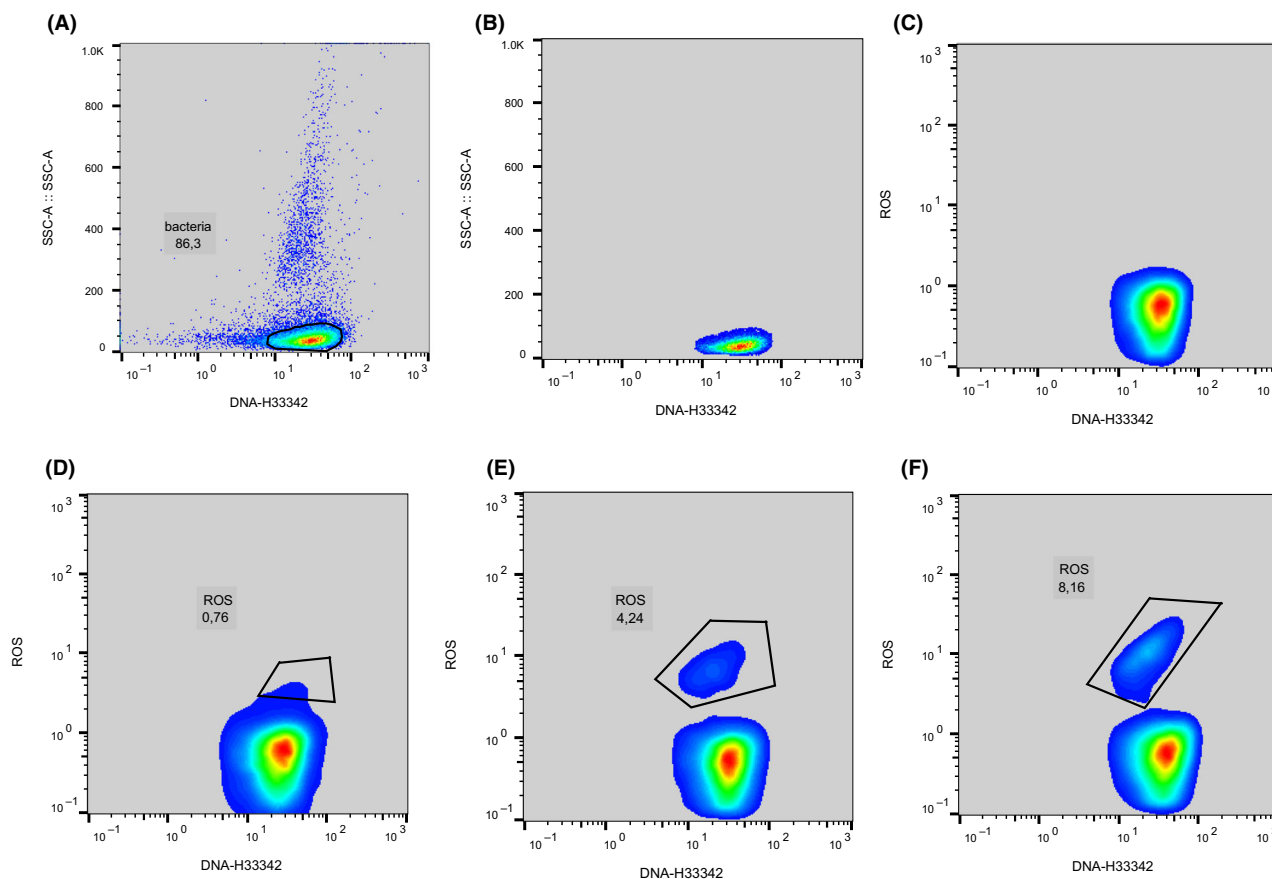 (A)
1.0K
800
600
400
200
0
SSC-A :: SSC-A
bacteria
86,3
10⁻¹ 10⁰ 10¹ 10² 10³
DNA-H33342
(B)
1.0K
800
600
400
200
0
SSC-A :: SSC-A
10⁻¹ 10⁰ 10¹ 10² 10³
DNA-H33342
(C)
10³
10²
10¹
10⁰
10⁻¹
ROS
10⁻¹ 10⁰ 10¹ 10² 10³
DNA-H33342
(D)
10³
10²
10¹
10⁰
10⁻¹
ROS
ROS
0,76
10⁻¹ 10⁰ 10¹ 10² 10³
DNA-H33342
(E)
10³
10²
10¹
10⁰
10⁻¹
ROS
ROS
4,24
10⁻¹ 10⁰ 10¹ 10² 10³
DNA-H33342
(F)
10³
10²
10¹
10⁰
10⁻¹
ROS
ROS
8,16
10⁻¹ 10⁰ 10¹ 10² 10³
DNA-H33342